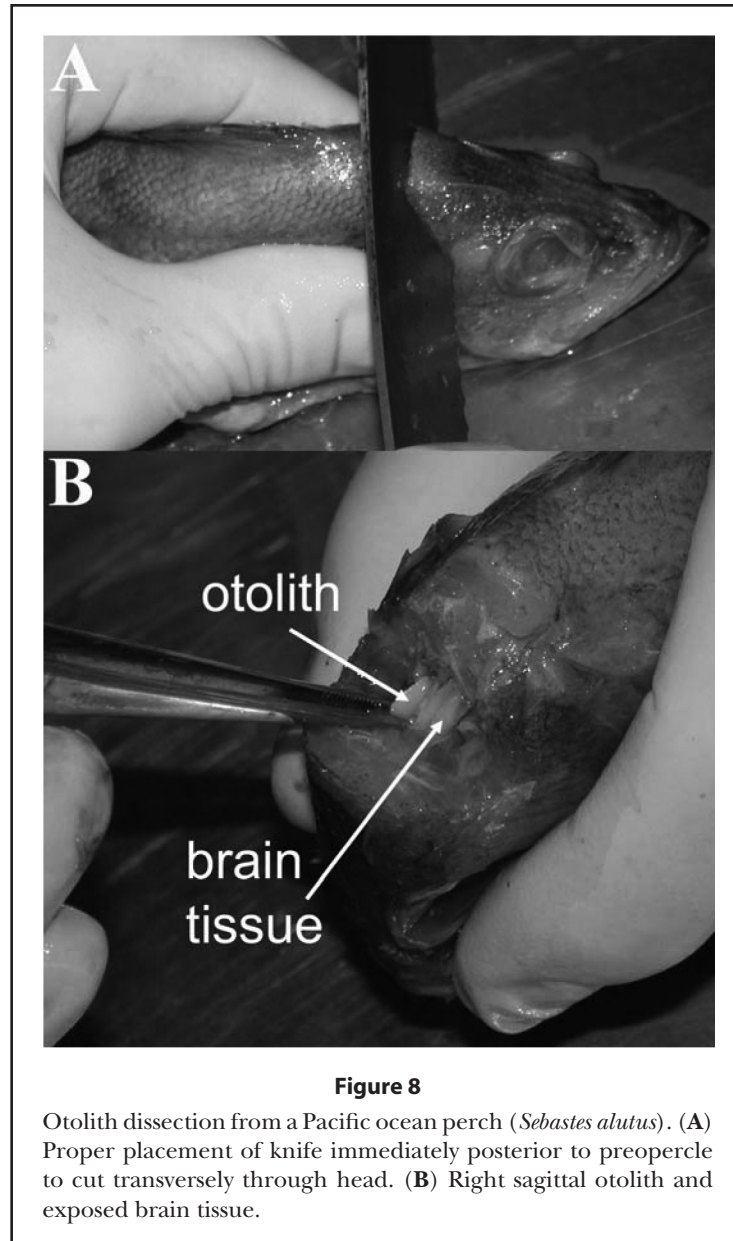 A
B
otolith
brain
tissue
Figure 8
Otolith dissection from a Pacific ocean perch (Sebastes alutus). (A)
Proper placement of knife immediately posterior to preopercle
to cut transversely through head. (B) Right sagittal otolith and
exposed brain tissue.